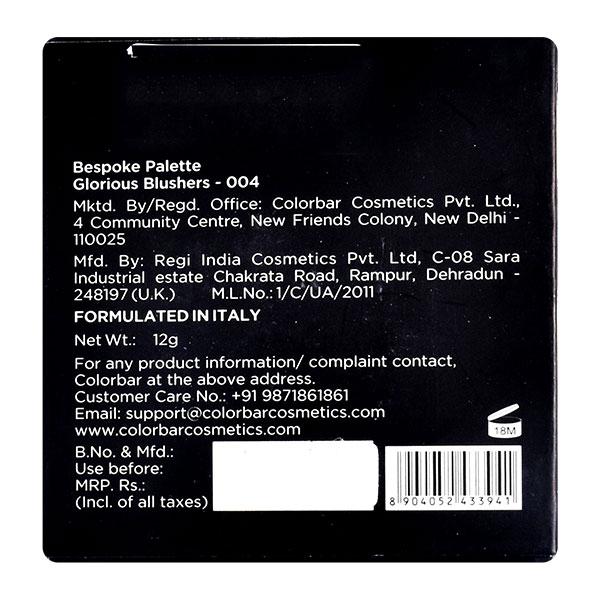 Bespoke Palette
Glorious Blushers - 004
Mktd. By/Regd. Office: Colorbar Cosmetics Pvt. Ltd.,
4 Community Centre, New Friends Colony, New Delhi -
110025
Mfd. By: Regi India Cosmetics Pvt. Ltd, C-08 Sara
Industrial estate Chakrata Road, Rampur, Dehradun -
248197 (U.K.) M.L.No.: 1/C/UA/2011
FORMULATED IN ITALY
Net Wt.: 12g
For any product information/ complaint contact,
Colorbar at the above address.
Customer Care No.: +91 9871861861
Email: support@colorbarcosmetics.com
www.colorbarcosmetics.com
18M
B.No. & Mfd.:
Use before:
MRP. Rs.:
(Incl. of all taxes)
8 904052 433941